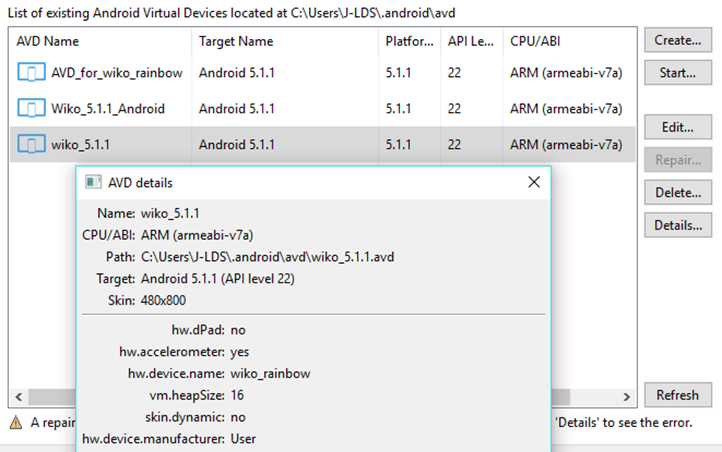 List of existing Android Virtual Devices located at C:\Users\J-LDS\.android\avd
AVD Name Target Name Platfor... API Le... CPU/ABI
AVD_for_wiko_rainbow Android 5.1.1 5.1.1 22 ARM (armeabi-v7a)
Wiko_5.1.1_Android Android 5.1.1 5.1.1 22 ARM (armeabi-v7a)
wiko_5.1.1 Android 5.1.1 5.1.1 22 ARM (armeabi-v7a)
Create...
Start...
Edit...
Repair...
Delete...
Details...
Refresh
AVD details
Name: wiko_5.1.1
CPU/ABI: ARM (armeabi-v7a)
Path: C:\Users\J-LDS\.android\avd\wiko_5.1.1.avd
Target: Android 5.1.1 (API level 22)
Skin: 480x800
hw.dPad: no
hw.accelerometer: yes
hw.device.name: wiko_rainbow
vm.heapSize: 16
skin.dynamic: no
hw.device.manufacturer: User
A repair 'Details' to see the error.